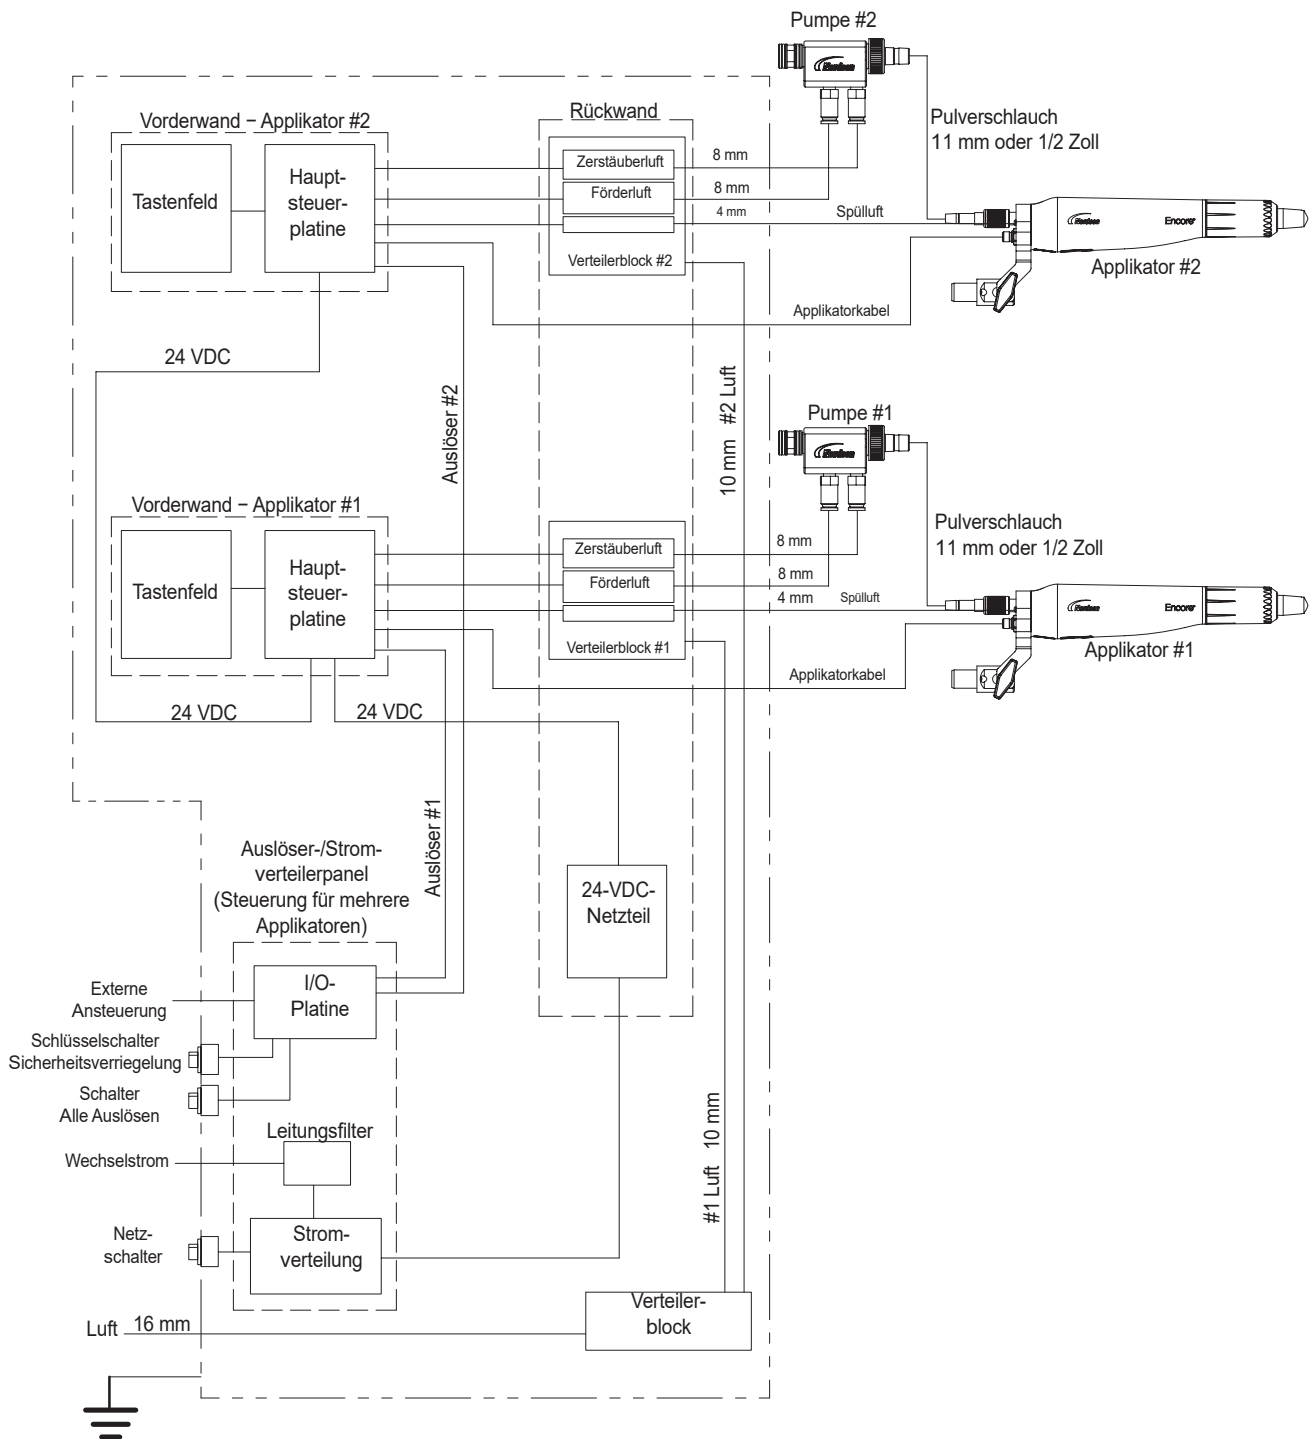 Pumpe #2
Nordson
Pulverschlauch
11 mm oder 1/2 Zoll
Vorderwand – Applikator #2
Tastenfeld
Haupt-
steuer-
platine
Rückwand
Zerstäuberluft
Förderluft
Verteilerblock #2
8 mm
8 mm
4 mm
Spülluft
Nordson
Encore
Applikator #2
Applikatorkabel
24 VDC
Auslöser #2
10 mm #2 Luft
Pumpe #1
Nordson
Pulverschlauch
11 mm oder 1/2 Zoll
Vorderwand – Applikator #1
Tastenfeld
Haupt-
steuer-
platine
Zerstäuberluft
Förderluft
Verteilerblock #1
8 mm
8 mm
4 mm
Spülluft
Nordson
Encore
Applikator #1
Applikatorkabel
24 VDC
24 VDC
Auslöser #1
Auslöser-/Strom-
verteilerpanel
(Steuerung für mehrere
Applikatoren)
24-VDC-
Netzteil
I/O-
Platine
Externe
Ansteuerung
Schlüsselschalter
Sicherheitsverriegelung
Schalter
Alle Auslösen
Leitungsfilter
Wechselstrom
#1 Luft 10 mm
Netz-
schalter
Strom-
verteilung
Verteiler-
block
Luft 16 mm